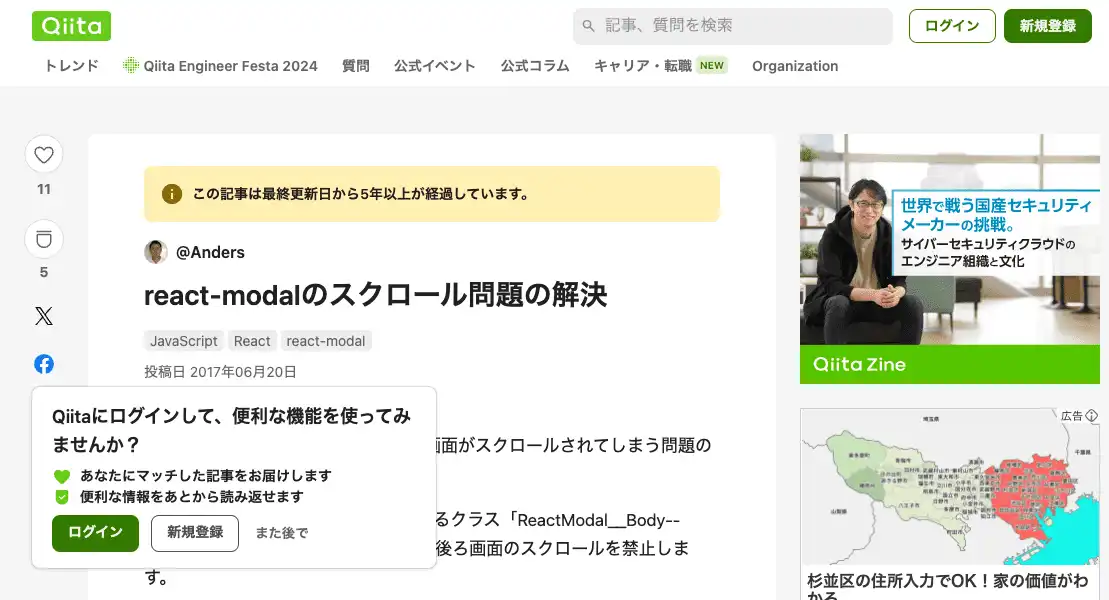 Qiita
記事、質問を検索
ログイン
新規登録
トレンド
Qiita Engineer Festa 2024
質問
公式イベント
公式コラム
キャリア・転職 NEW
Organization
11
5
この記事は最終更新日から5年以上が経過しています。
@Anders
react-modalのスクロール問題の解決
JavaScript React react-modal
投稿日 2017年06月20日
画面がスクロールされてしまう問題の
るクラス「ReactModal__Body--
後ろ画面のスクロールを禁止しま
す。
Qiitaにログインして、便利な機能を使ってみ
ませんか？
あなたにマッチした記事をお届けします
便利な情報をあとから読み返せます
ログイン
新規登録
また後で
世界で戦う国産セキュリティ
メーカーの挑戦。
サイバーセキュリティクラウドの
エンジニア組織と文化
Qiita Zine
広告
埼玉県
千葉県
山梨県
杉並区の住所入力でOK！家の価値がわ
かる